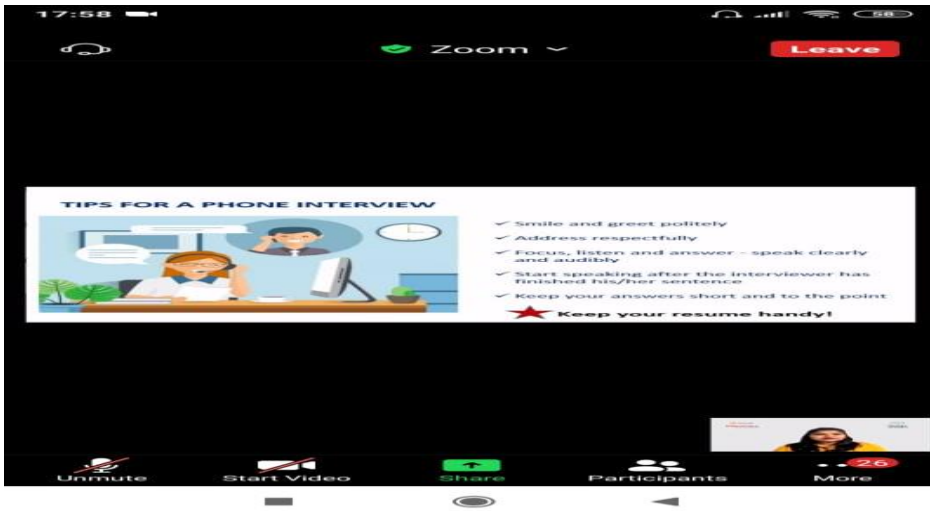 17:58
58
Zoom
Leave
TIPS FOR A PHONE INTERVIEW
✓ Smile and greet politely
✓ Address respectfully
✓ Focus, listen and answer - speak clearly
and audibly
✓ Start speaking after the interviewer has
finished his/her sentence
✓ Keep your answers short and to the point
Keep your resume handy!
26
Unmute
Start Video
Share
Participants
More